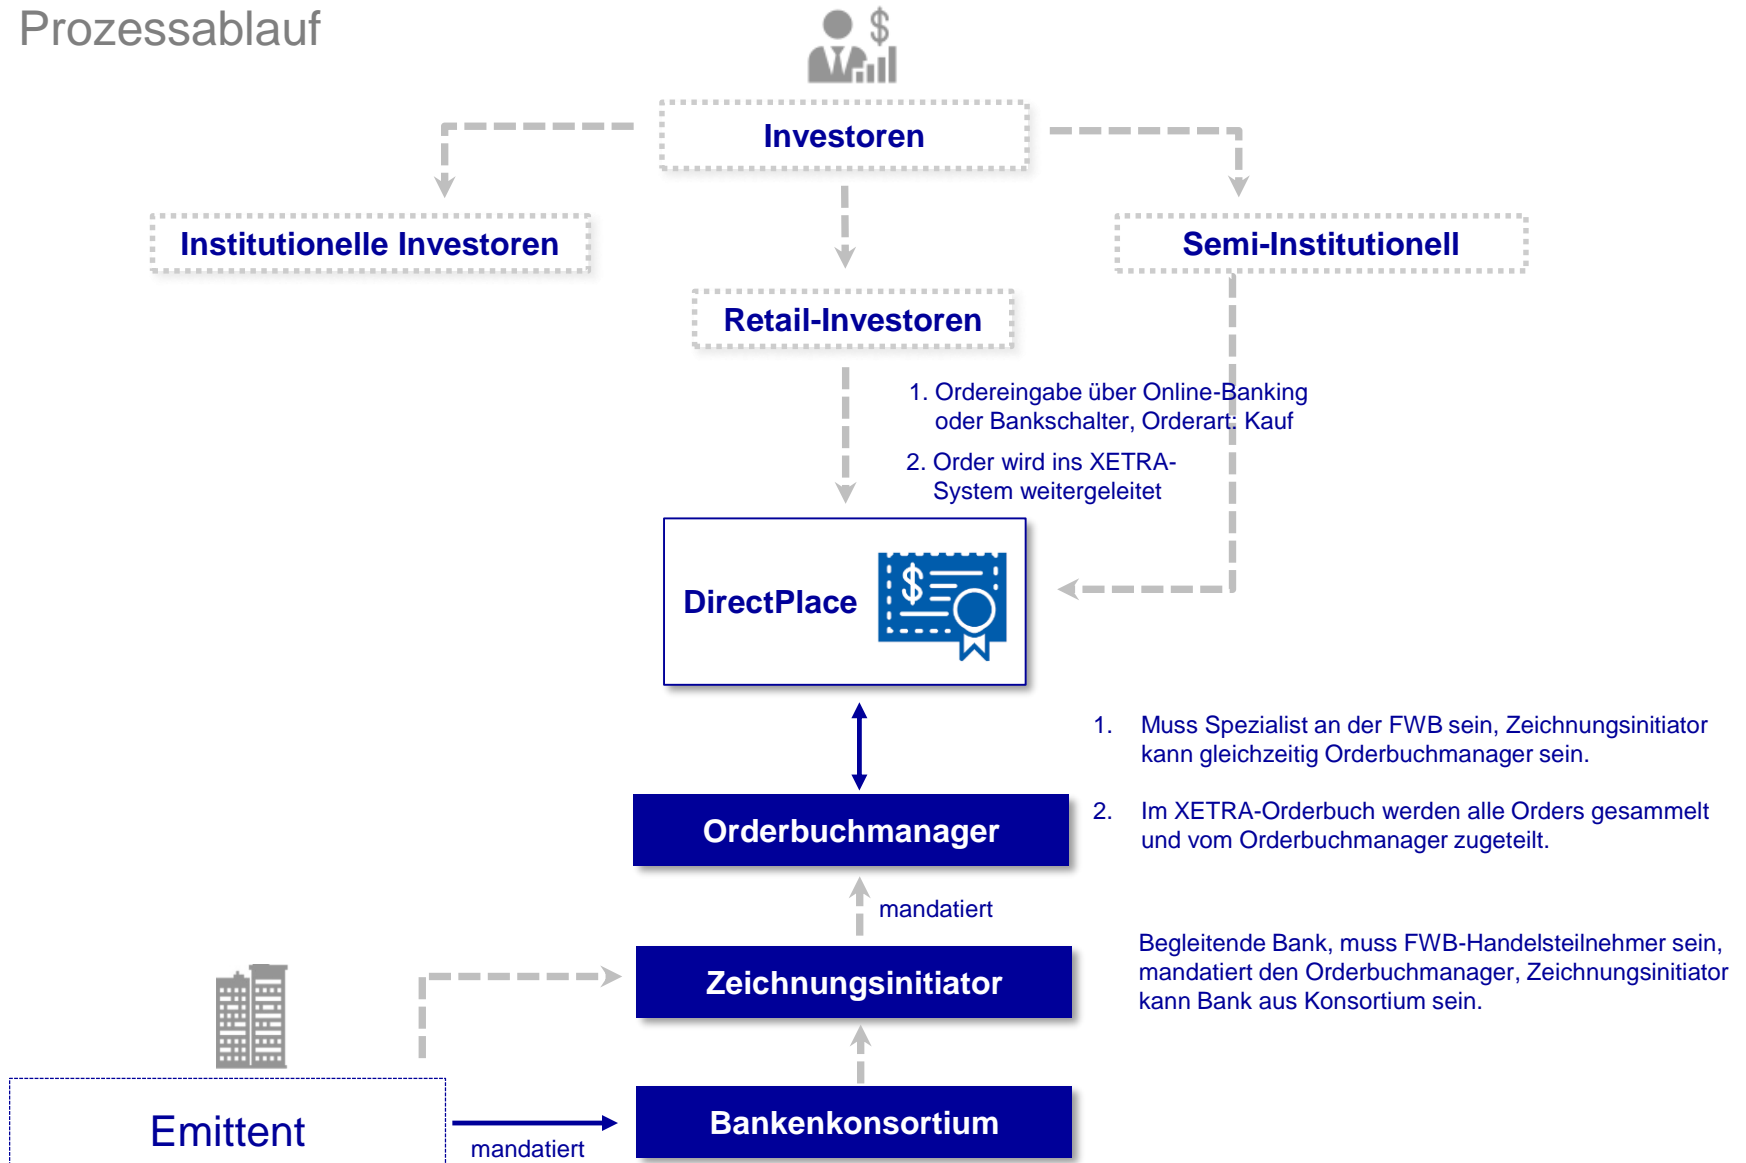 Prozessablauf
Investoren
Institutionelle Investoren
Semi-Institutionell
Retail-Investoren
1. Ordereingabe über Online-Banking
oder Bankschalter, Orderart: Kauf
2. Order wird ins XETRA-
System weitergeleitet
DirectPlace
$
1. Muss Spezialist an der FWB sein, Zeichnungsinitiator
kann gleichzeitig Orderbuchmanager sein.
Orderbuchmanager
2. Im XETRA-Orderbuch werden alle Orders gesammelt
und vom Orderbuchmanager zugeteilt.
mandatiert
Zeichnungsinitiator
Begleitende Bank, muss FWB-Handelsteilnehmer sein,
mandatiert den Orderbuchmanager, Zeichnungsinitiator
kann Bank aus Konsortium sein.
Emittent
mandatiert
Bankenkonsortium